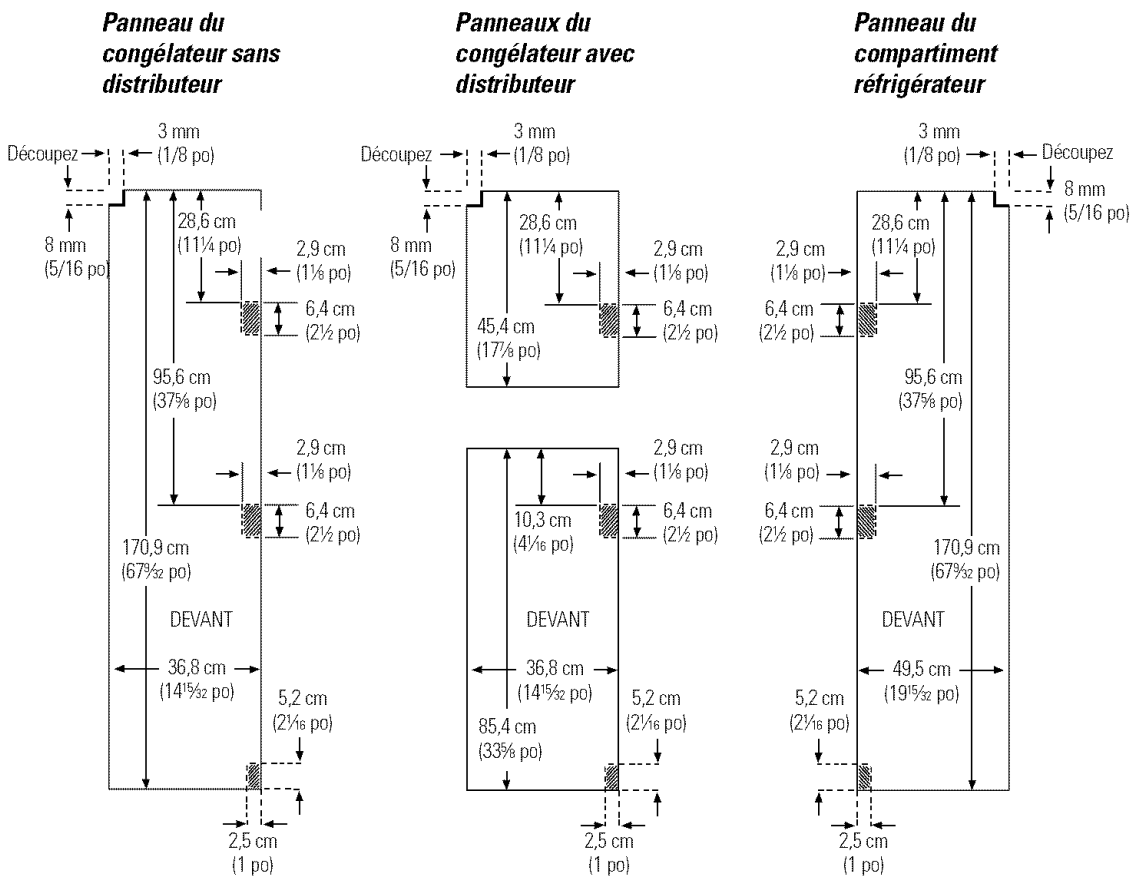 Panneau du
congélateur sans
distributeur
3 mm
(1/8 po)
Découpez
8 mm
(5/16 po)
28,6 cm
(11¼ po)
2,9 cm
(1⅛ po)
6,4 cm
(2½ po)
95,6 cm
(37⅝ po)
2,9 cm
(1⅛ po)
6,4 cm
(2½ po)
170,9 cm
(67⁹⁄₃₂ po)
DEVANT
36,8 cm
(14¹⁵⁄₃₂ po)
5,2 cm
(2¹⁄₁₆ po)
2,5 cm
(1 po)
Panneaux du
congélateur avec
distributeur
3 mm
(1/8 po)
Découpez
8 mm
(5/16 po)
28,6 cm
(11¼ po)
2,9 cm
(1⅛ po)
6,4 cm
(2½ po)
45,4 cm
(17⅞ po)
2,9 cm
(1⅛ po)
10,3 cm
(4¹⁄₁₆ po)
6,4 cm
(2½ po)
DEVANT
36,8 cm
(14¹⁵⁄₃₂ po)
85,4 cm
(33⅝ po)
5,2 cm
(2¹⁄₁₆ po)
2,5 cm
(1 po)
Panneau du
compartiment
réfrigérateur
3 mm
(1/8 po)
Découpez
8 mm
(5/16 po)
28,6 cm
(11¼ po)
2,9 cm
(1⅛ po)
6,4 cm
(2½ po)
95,6 cm
(37⅝ po)
2,9 cm
(1⅛ po)
6,4 cm
(2½ po)
170,9 cm
(67⁹⁄₃₂ po)
DEVANT
49,5 cm
(19¹⁵⁄₃₂ po)
5,2 cm
(2¹⁄₁₆ po)
2,5 cm
(1 po)